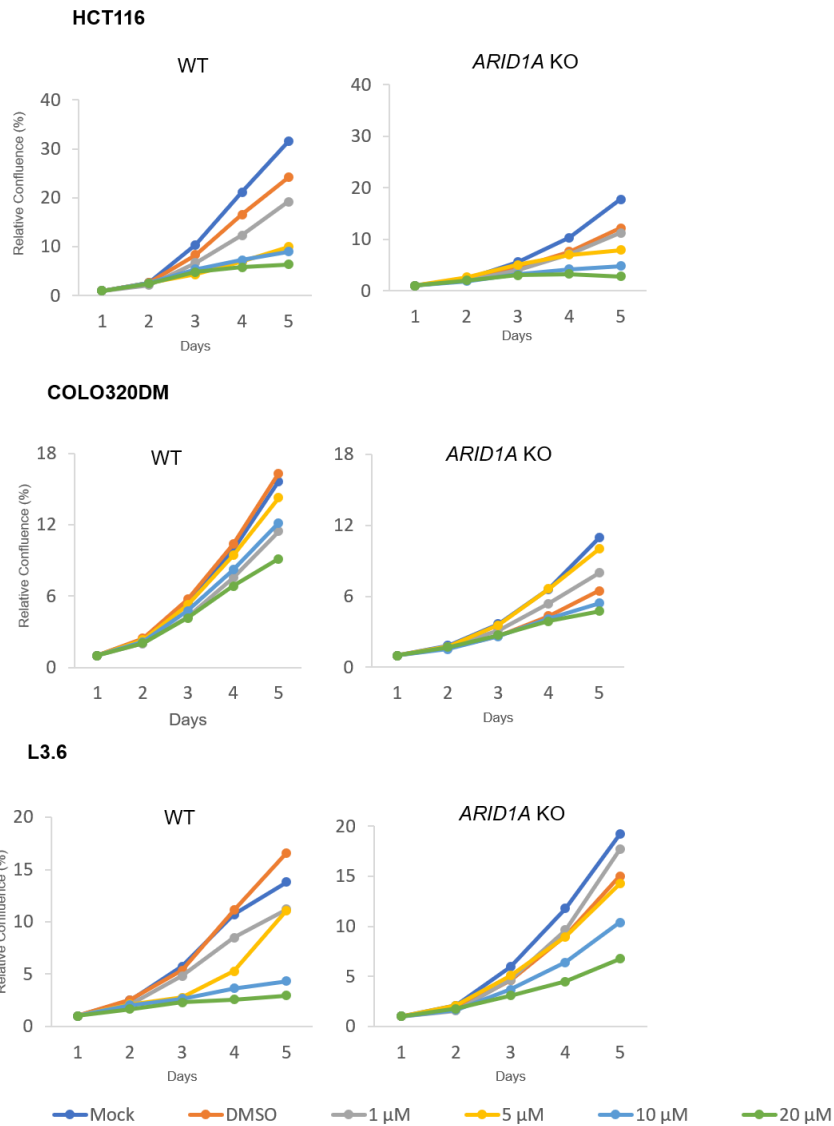 HCT116
WT
ARID1A KO
Relative Confluence (%)
40
30
20
10
0
1 2 3 4 5
Days
40
30
20
10
0
1 2 3 4 5
Days
COLO320DM
WT
ARID1A KO
Relative Confluence (%)
18
12
6
0
1 2 3 4 5
Days
18
12
6
0
1 2 3 4 5
Days
L3.6
WT
ARID1A KO
Relative Confluence (%)
20
15
10
5
0
1 2 3 4 5
Days
20
15
10
5
0
1 2 3 4 5
Days
Mock DMSO 1 μM 5 μM 10 μM 20 μM